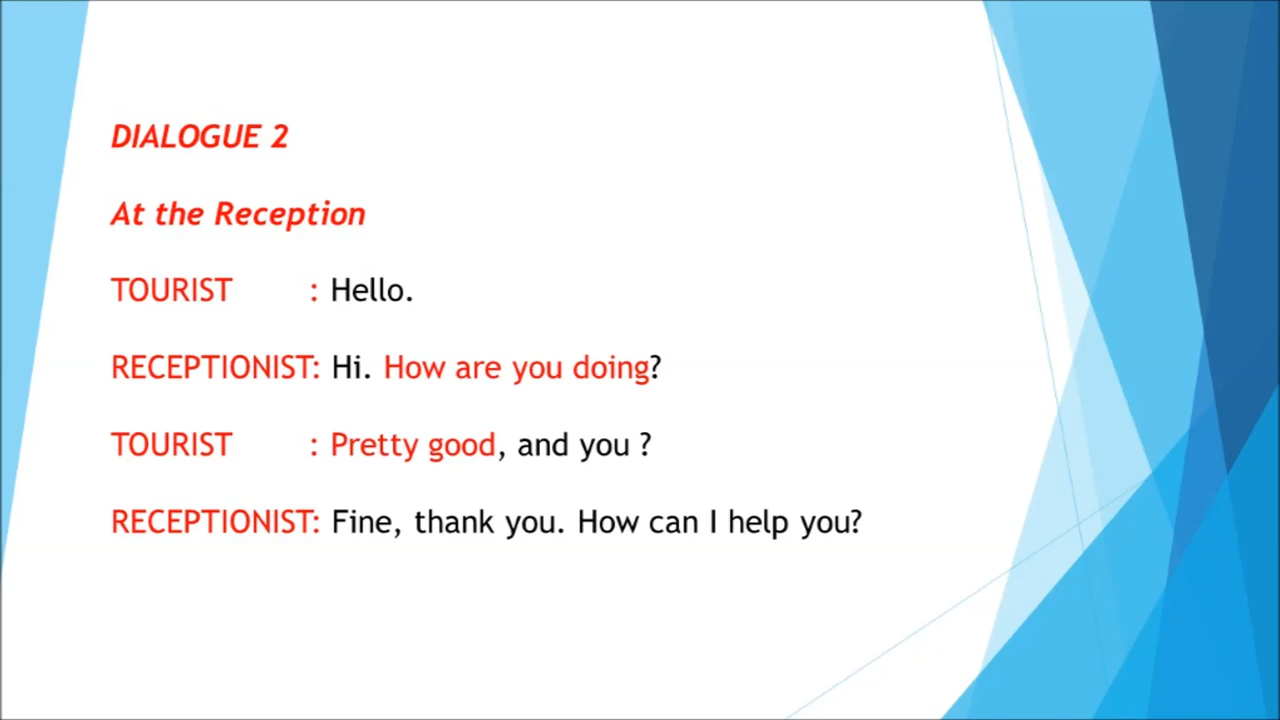 DIALOGUE 2
At the Reception
TOURIST : Hello.
RECEPTIONIST: Hi. How are you doing?
TOURIST : Pretty good, and you ?
RECEPTIONIST: Fine, thank you. How can I help you?